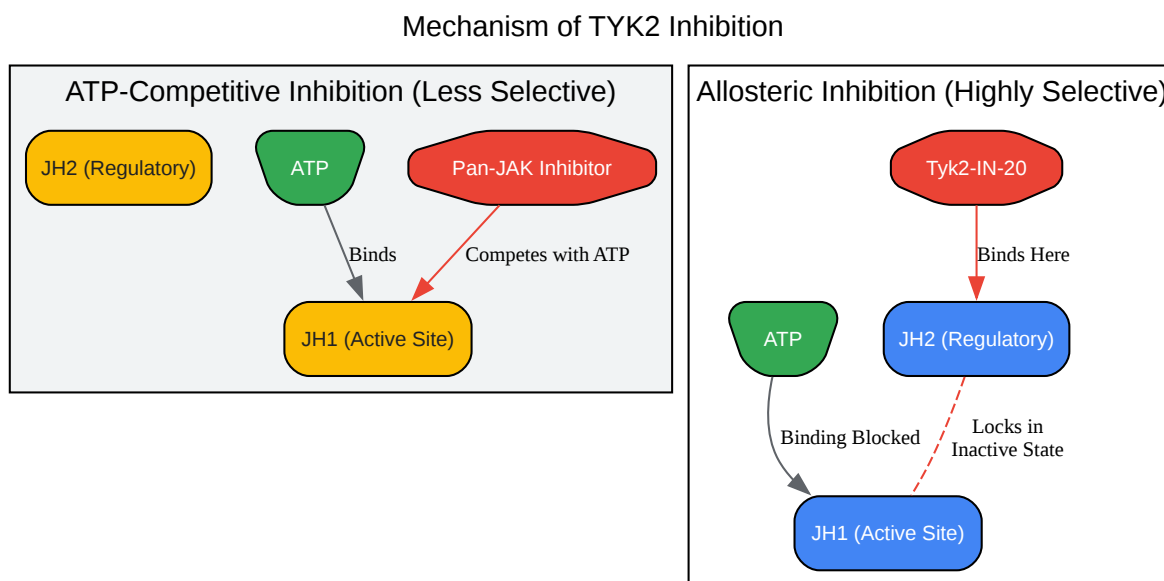 Mechanism of TYK2 Inhibition
ATP-Competitive Inhibition (Less Selective)
JH2 (Regulatory)
ATP
Pan-JAK Inhibitor
Binds
Competes with ATP
JH1 (Active Site)
Allosteric Inhibition (Highly Selective)
Tyk2-IN-20
Binds Here
ATP
JH2 (Regulatory)
Binding Blocked
Locks in
Inactive State
JH1 (Active Site)